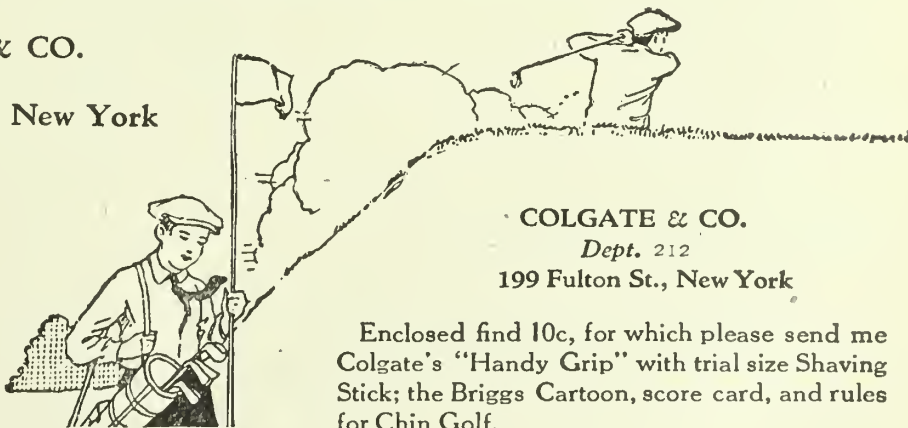 & CO.
New York
COLGATE & CO.
Dept. 212
199 Fulton St., New York
Enclosed find 10c, for which please send me
Colgate's "Handy Grip" with trial size Shaving
Stick; the Briggs Cartoon, score card, and rules
for Chin Golf.